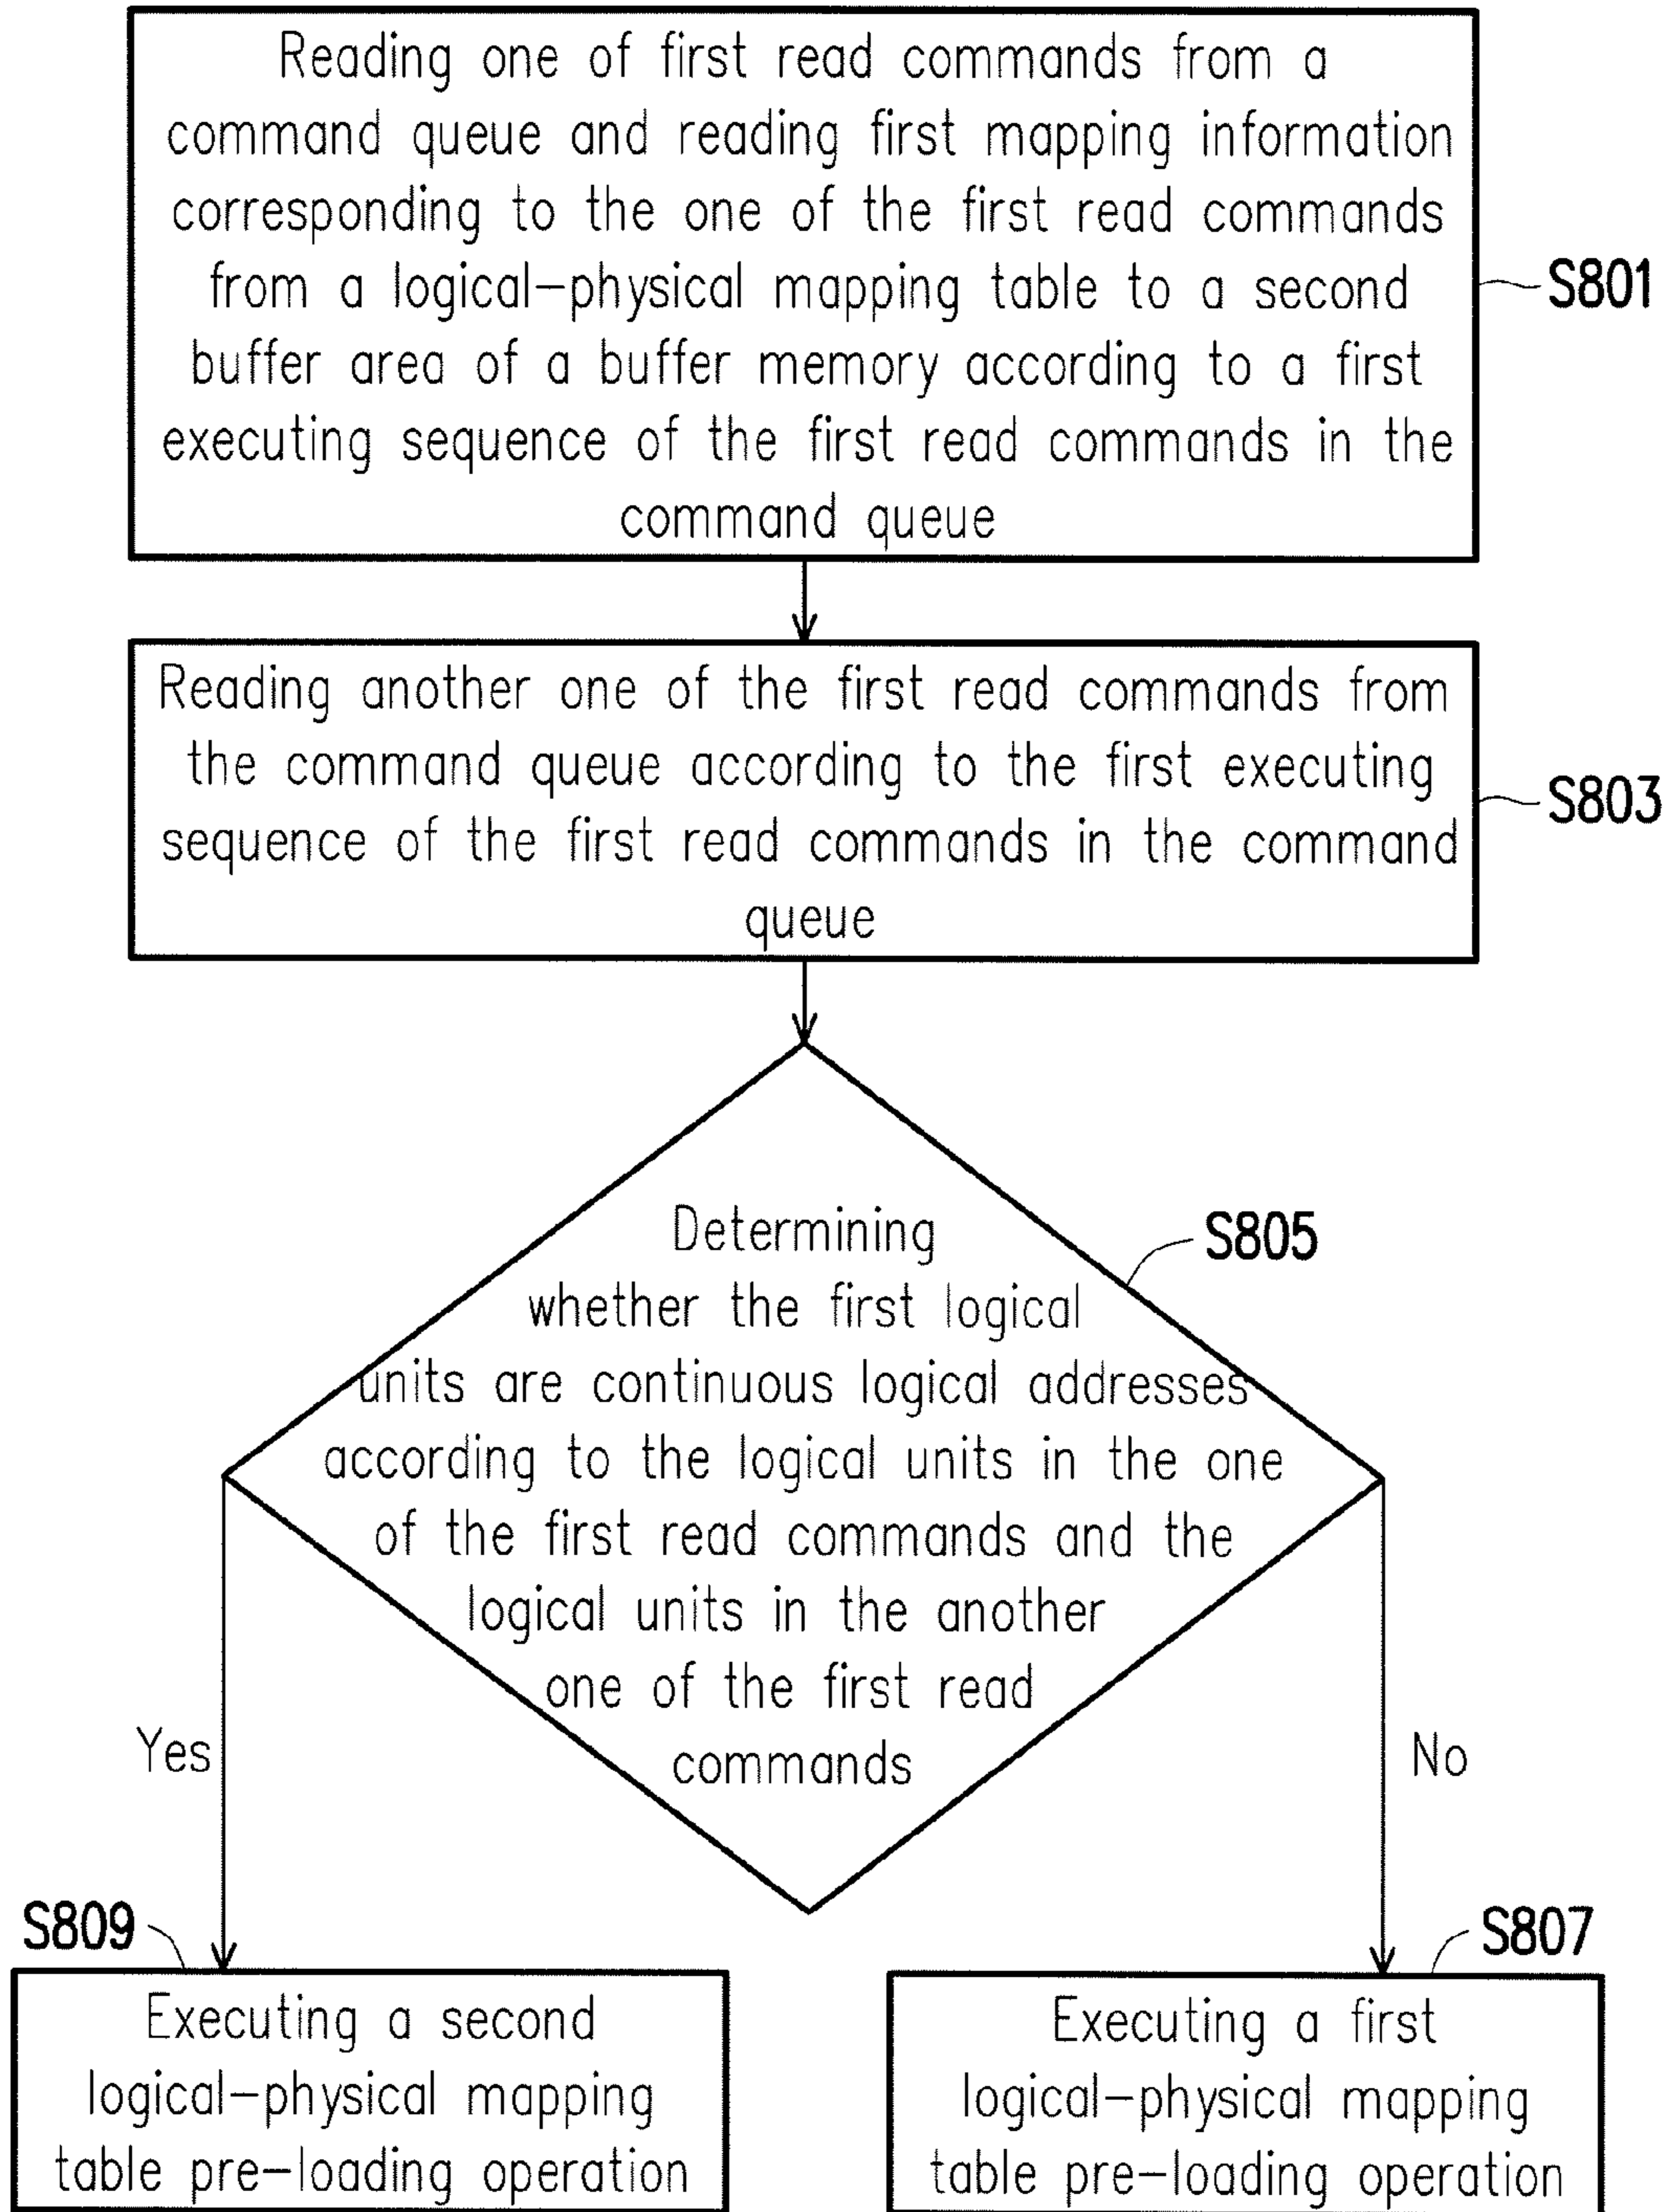 Reading one of first read commands from a
command queue and reading first mapping information
corresponding to the one of the first read commands
from a logical-physical mapping table to a second
buffer area of a buffer memory according to a first
executing sequence of the first read commands in the
command queue
S801
Reading another one of the first read commands from
the command queue according to the first executing
sequence of the first read commands in the command
queue
S803
Determining
whether the first logical
units are continuous logical addresses
according to the logical units in the one
of the first read commands and the
logical units in the another
one of the first read
commands
S805
Yes
No
S809
Executing a second
logical-physical mapping
table pre-loading operation
S807
Executing a first
logical-physical mapping
table pre-loading operation